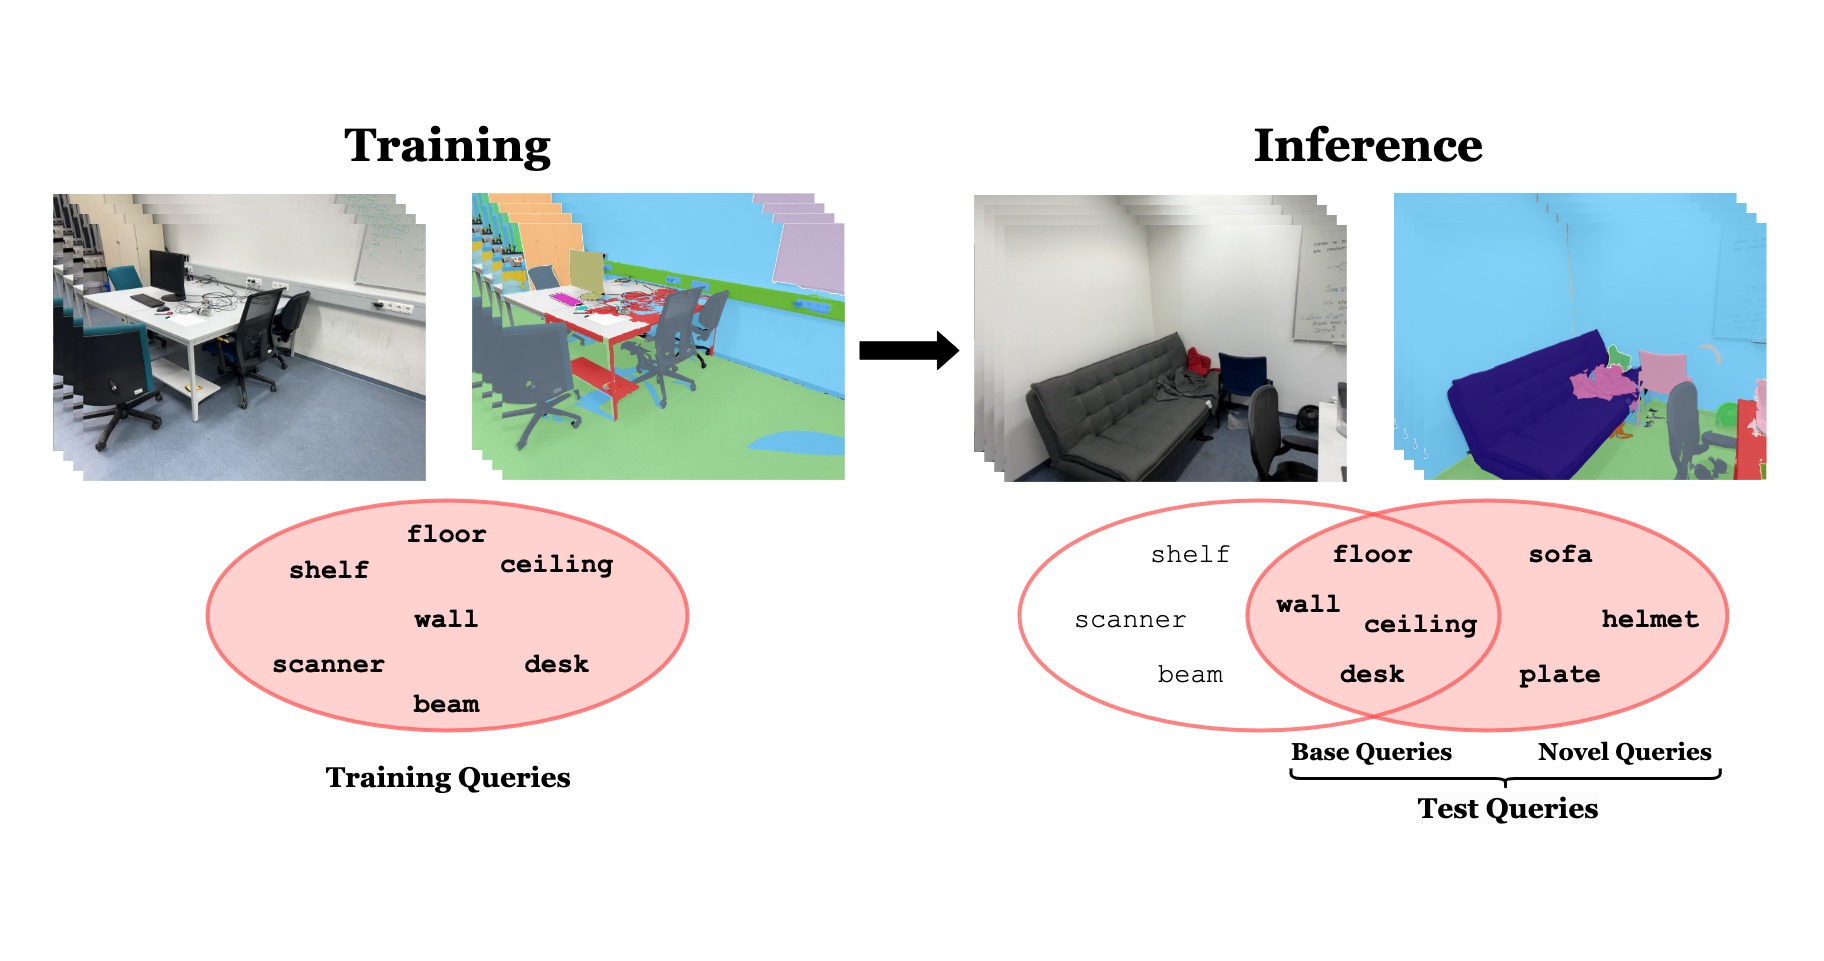 Training
Inference
floor
shelf
ceiling
wall
scanner
desk
beam
Training Queries
shelf
floor
sofa
wall
scanner
ceiling
helmet
beam
desk
plate
Base Queries
Novel Queries
Test Queries